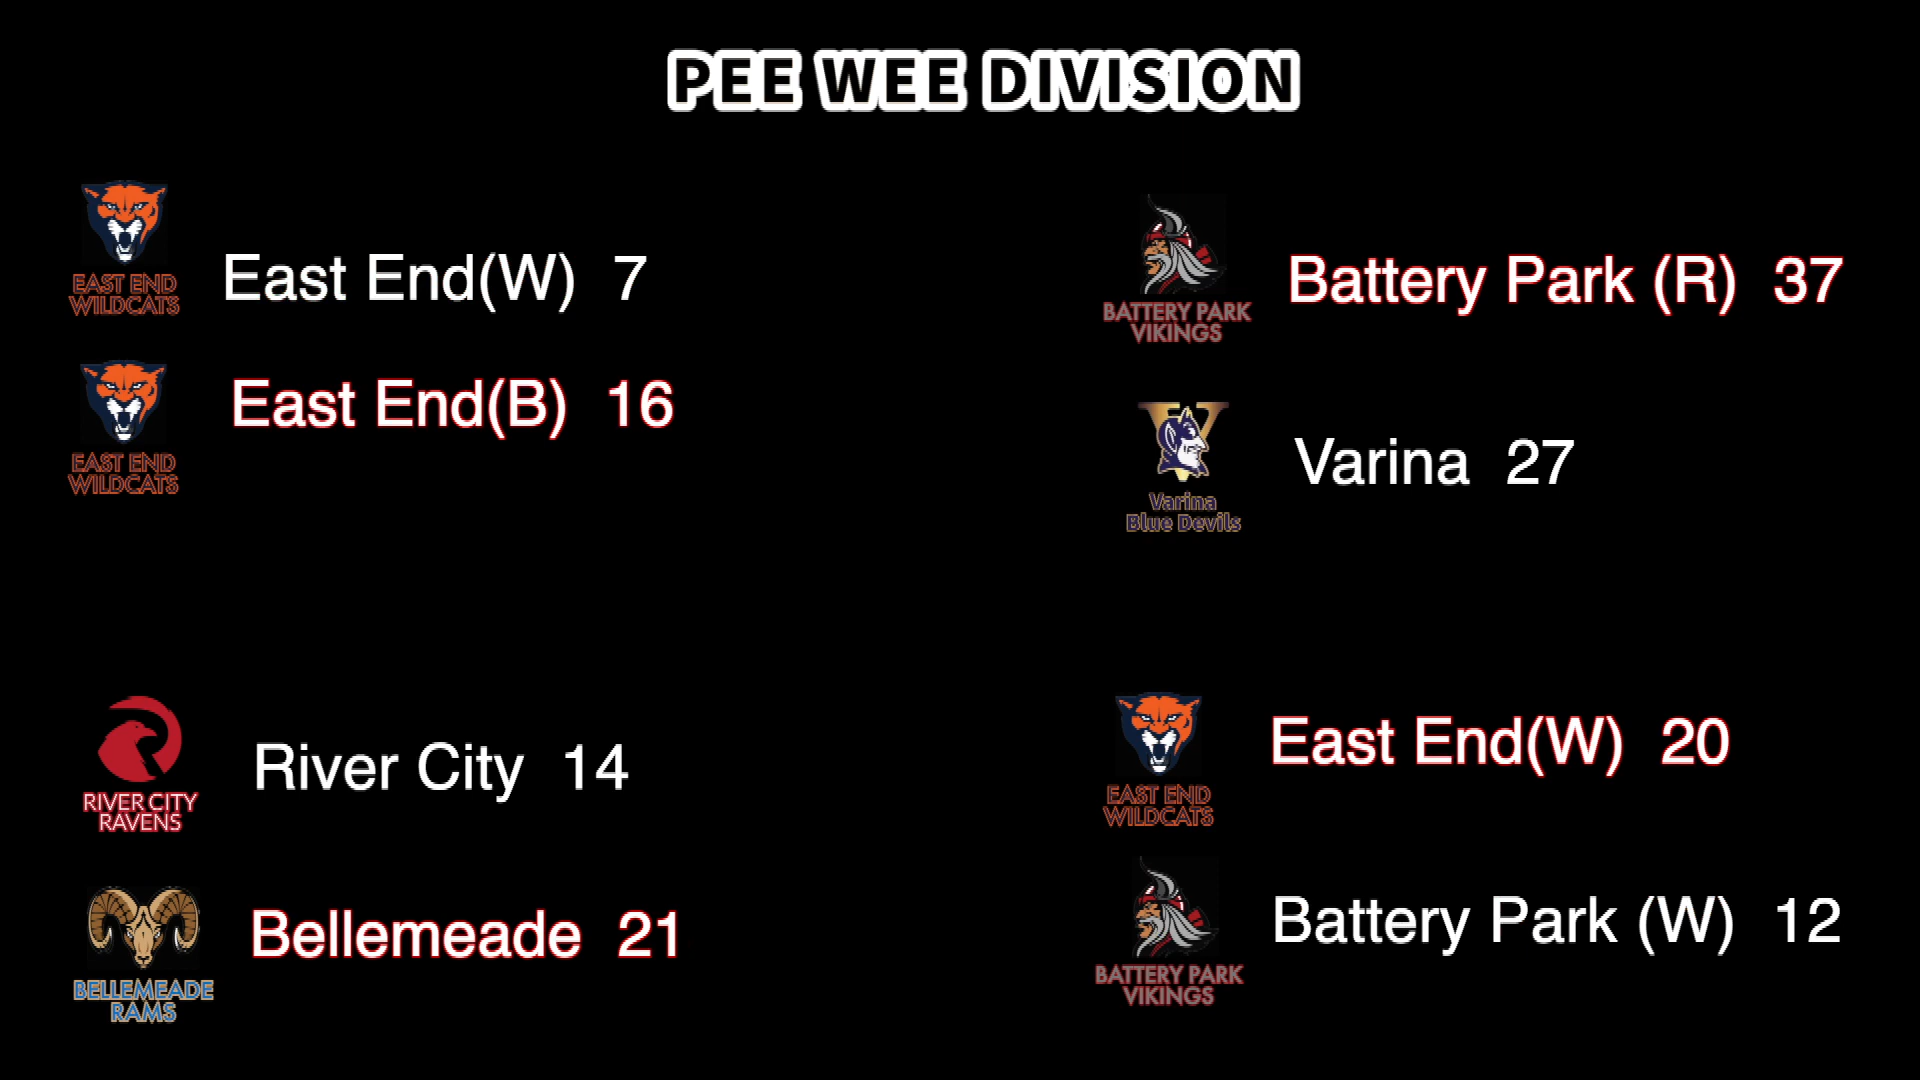 PEE WEE DIVISION
EAST END
WILDCATS
East End(W) 7
EAST END
WILDCATS
East End(B) 16
BATTERY PARK
VIKINGS
Battery Park (R) 37
Varina
Blue Devils
Varina 27
RIVER CITY
RAVENS
River City 14
BELLEMEADE
RAMS
Bellemeade 21
EAST END
WILDCATS
East End(W) 20
BATTERY PARK
VIKINGS
Battery Park (W) 12